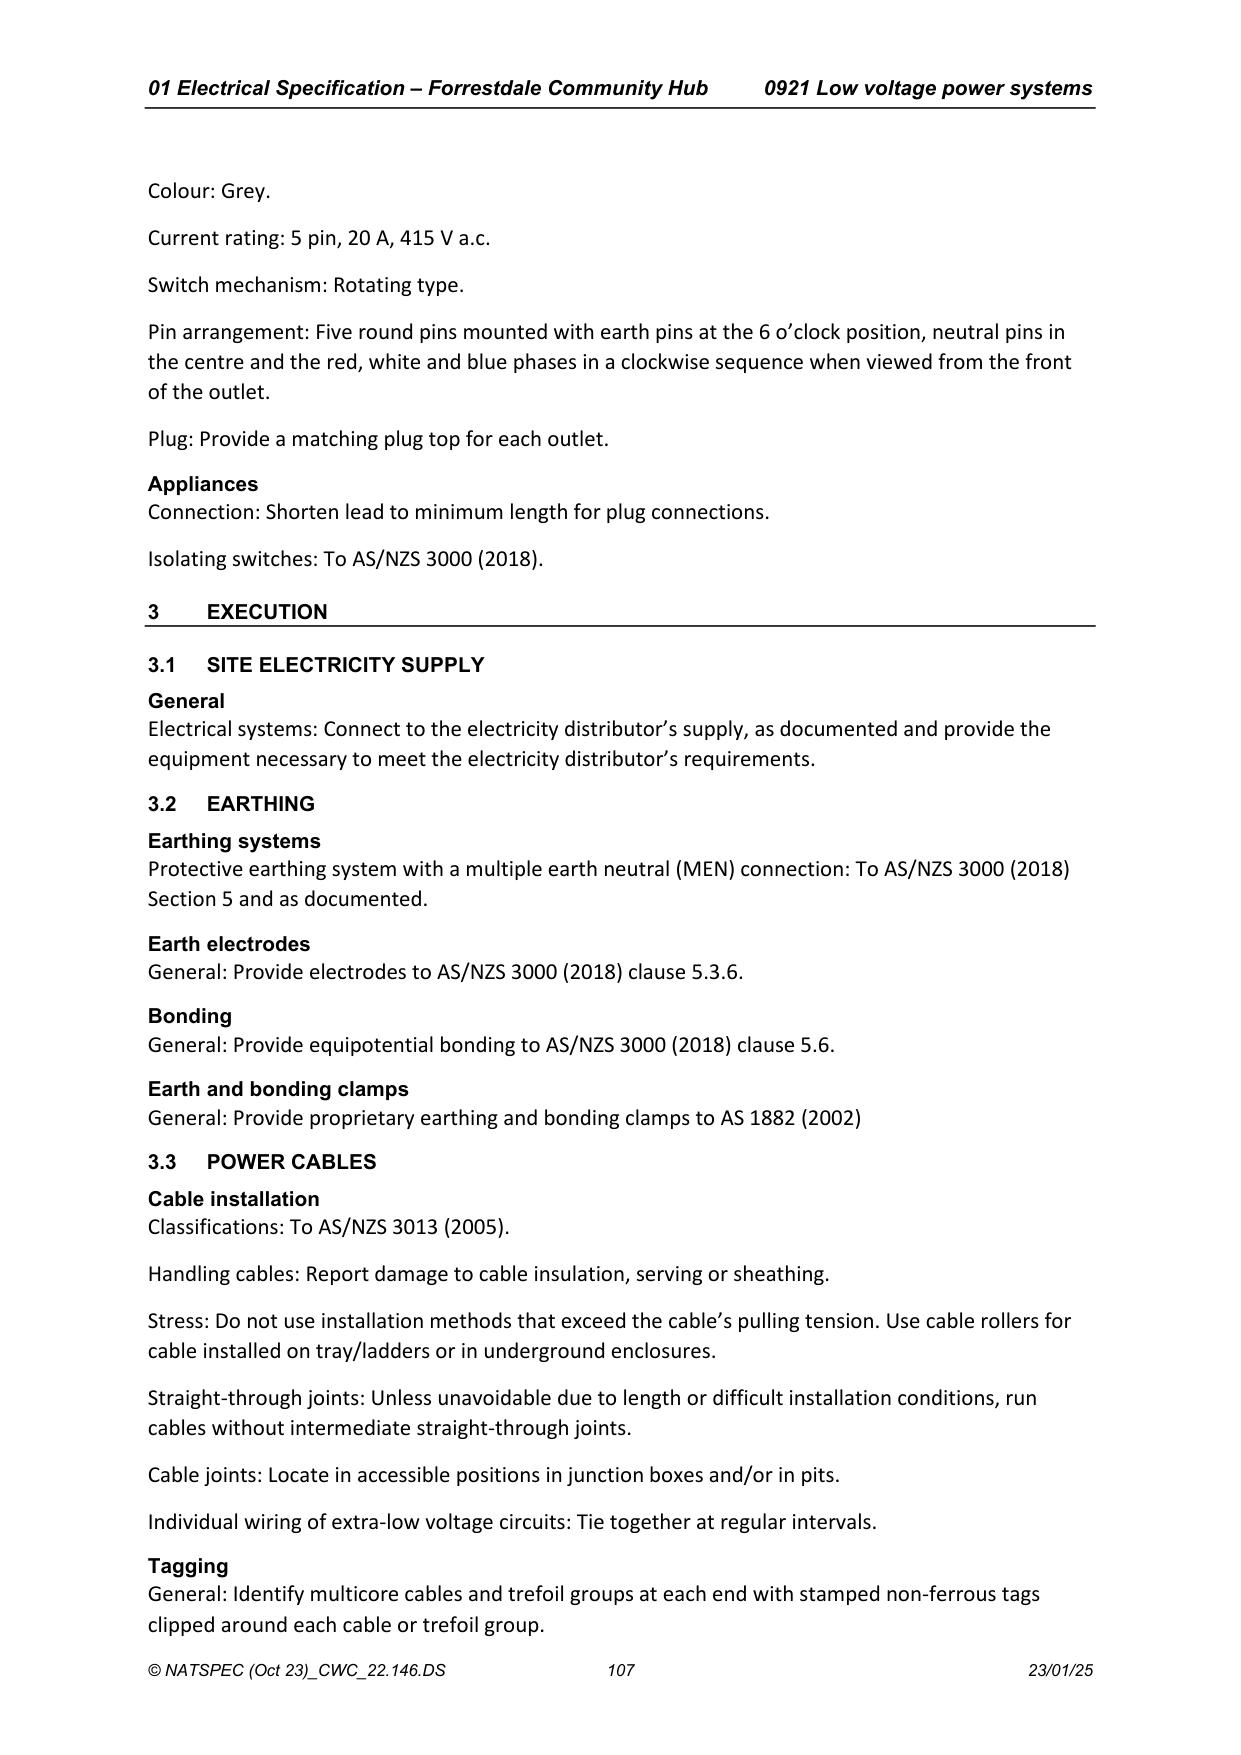 01 Electrical Specification – Forrestdale Community Hub 0921 Low voltage power systems
Colour: Grey.
Current rating: 5 pin, 20 A, 415 V a.c.
Switch mechanism: Rotating type.
Pin arrangement: Five round pins mounted with earth pins at the 6 o’clock position, neutral pins in
the centre and the red, white and blue phases in a clockwise sequence when viewed from the front
of the outlet.
Plug: Provide a matching plug top for each outlet.
Appliances
Connection: Shorten lead to minimum length for plug connections.
Isolating switches: To AS/NZS 3000 (2018).
3 EXECUTION
3.1 SITE ELECTRICITY SUPPLY
General
Electrical systems: Connect to the electricity distributor’s supply, as documented and provide the
equipment necessary to meet the electricity distributor’s requirements.
3.2 EARTHING
Earthing systems
Protective earthing system with a multiple earth neutral (MEN) connection: To AS/NZS 3000 (2018)
Section 5 and as documented.
Earth electrodes
General: Provide electrodes to AS/NZS 3000 (2018) clause 5.3.6.
Bonding
General: Provide equipotential bonding to AS/NZS 3000 (2018) clause 5.6.
Earth and bonding clamps
General: Provide proprietary earthing and bonding clamps to AS 1882 (2002)
3.3 POWER CABLES
Cable installation
Classifications: To AS/NZS 3013 (2005).
Handling cables: Report damage to cable insulation, serving or sheathing.
Stress: Do not use installation methods that exceed the cable’s pulling tension. Use cable rollers for
cable installed on tray/ladders or in underground enclosures.
Straight-through joints: Unless unavoidable due to length or difficult installation conditions, run
cables without intermediate straight-through joints.
Cable joints: Locate in accessible positions in junction boxes and/or in pits.
Individual wiring of extra-low voltage circuits: Tie together at regular intervals.
Tagging
General: Identify multicore cables and trefoil groups at each end with stamped non-ferrous tags
clipped around each cable or trefoil group.
© NATSPEC (Oct 23)_CWC_22.146.DS 107 23/01/25